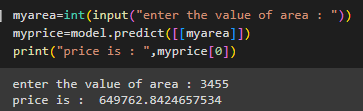 myarea=int(input("enter the value of area : "))
myprice=model.predict([[myarea]])
print("price is : ",myprice[0])
enter the value of area : 3455
price is :  649762.8424657534